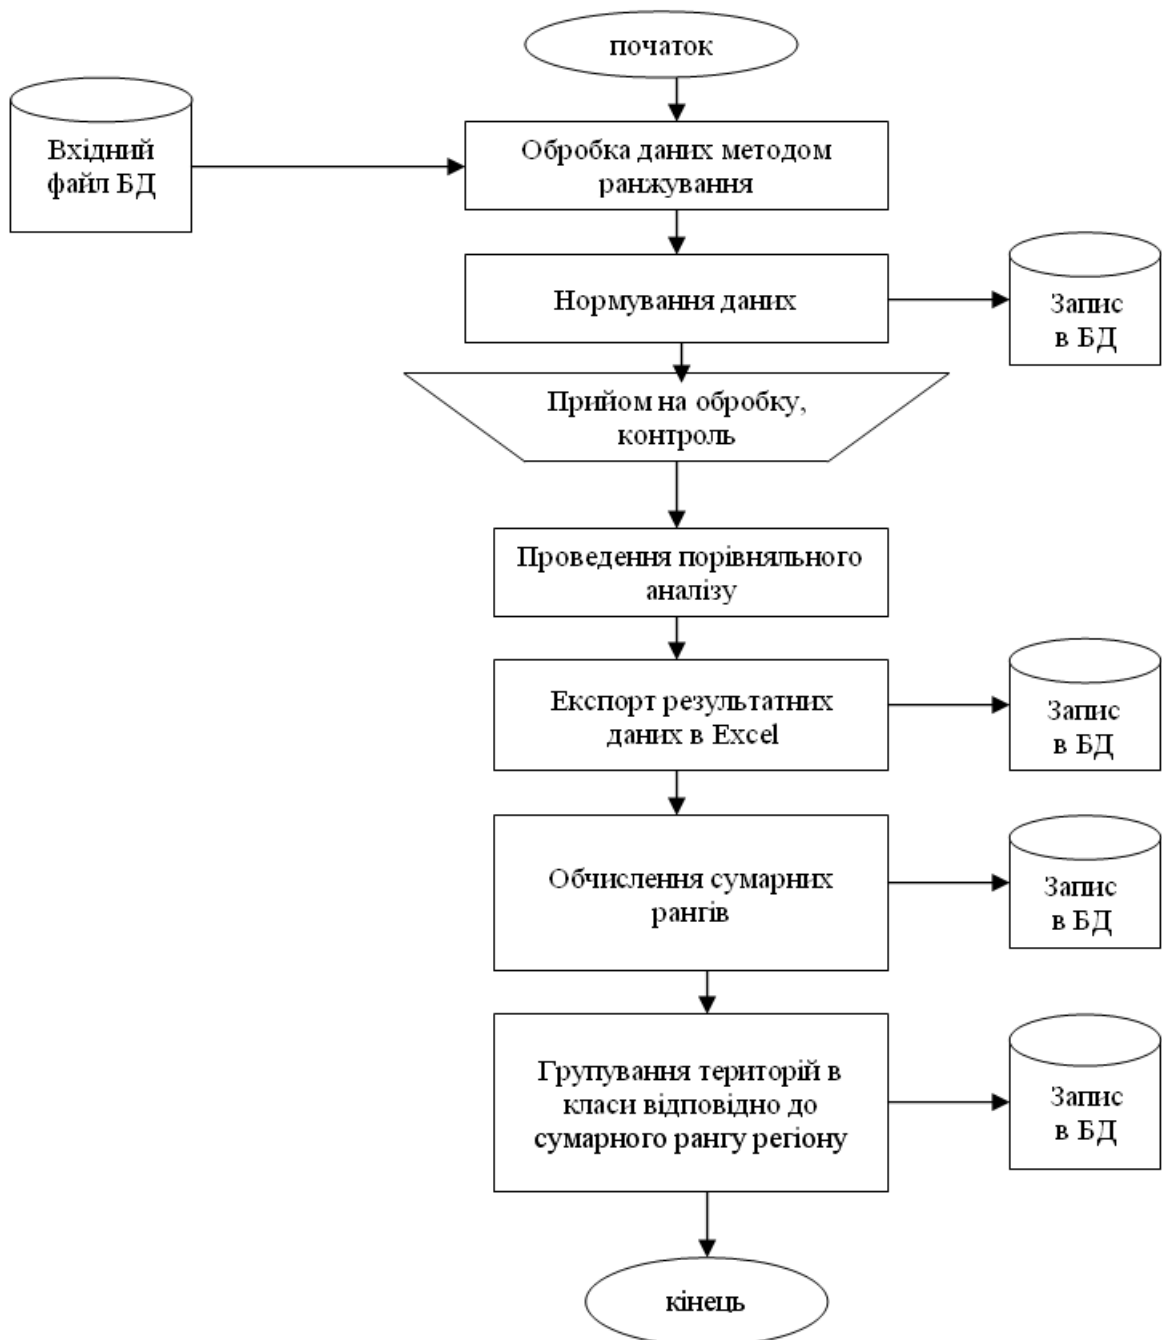 початок
Вхідний
файл БД
Обробка даних методом
ранжування
Нормування даних
Запис
в БД
Прийом на обробку,
контроль
Проведення порівняльного
аналізу
Експорт результатних
даних в Excel
Запис
в БД
Обчислення сумарних
рангів
Запис
в БД
Групування територій в
класи відповідно до
сумарного рангу регіону
Запис
в БД
кінець